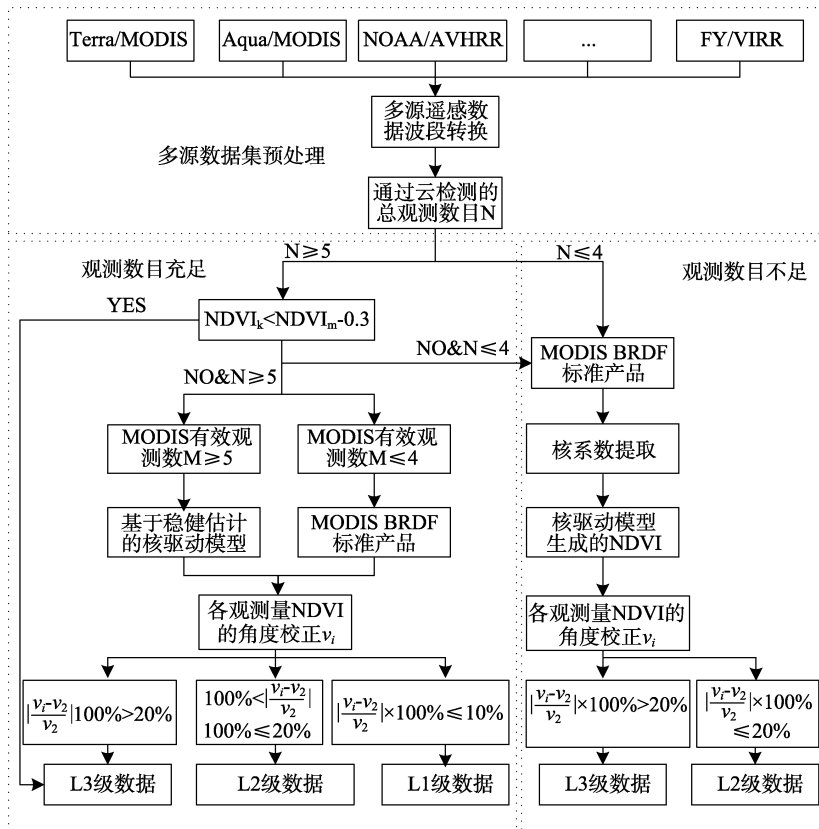 Terra/MODIS
Aqua/MODIS
NOAA/AVHRR
...
FY/VIRR
多源遥感数
据波段转换
多源数据集预处理
通过云检测的
总观测数目N
N≥5
N≤4
观测数目充足
观测数目不足
YES
NDVIk<NDVIm-0.3
NO&N≤4
MODIS BRDF
标准产品
NO&N≥5
MODIS有效观
测数M≥5
MODIS有效观
测数M≤4
核系数提取
基于稳健估计
的核驱动模型
MODIS BRDF
标准产品
核驱动模型
生成的NDVI
各观测量NDVI
的角度校正vi
各观测量NDVI的
角度校正vi
|vi-v2/v2|100%>20%
100%<|vi-v2/v2|
100%≤20%
|vi-v2/v2|×100%≤10%
|vi-v2/v2|×100%>20%
|vi-v2/v2|×100%
≤20%
L3级数据
L2级数据
L1级数据
L3级数据
L2级数据